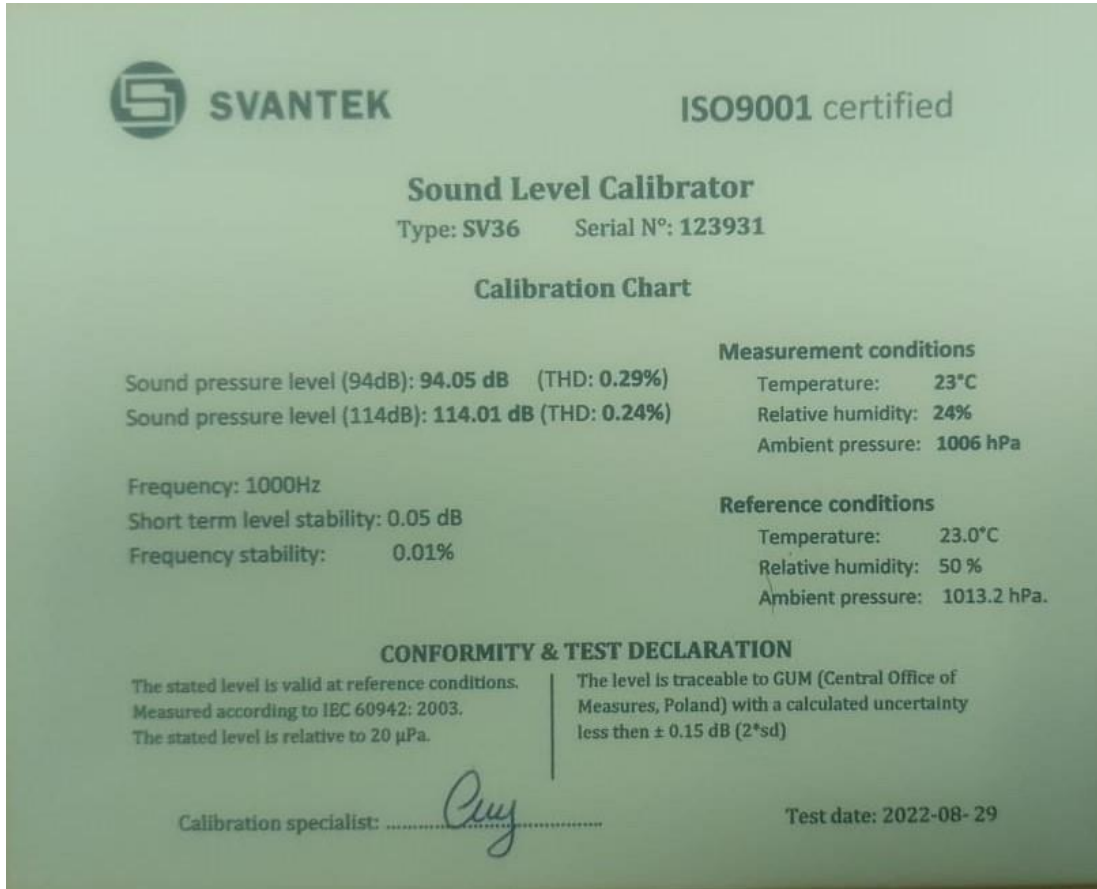 SVANTEK
ISO9001 certified
Sound Level Calibrator
Type: SV36 Serial N°: 123931
Calibration Chart
Sound pressure level (94dB): 94.05 dB (THD: 0.29%)
Sound pressure level (114dB): 114.01 dB (THD: 0.24%)
Frequency: 1000Hz
Short term level stability: 0.05 dB
Frequency stability: 0.01%
Measurement conditions
Temperature: 23°C
Relative humidity: 24%
Ambient pressure: 1006 hPa
Reference conditions
Temperature: 23.0°C
Relative humidity: 50 %
Ambient pressure: 1013.2 hPa.
CONFORMITY & TEST DECLARATION
The stated level is valid at reference conditions.
Measured according to IEC 60942: 2003.
The stated level is relative to 20 µPa.
The level is traceable to GUM (Central Office of
Measures, Poland) with a calculated uncertainty
less then ± 0.15 dB (2*sd)
Calibration specialist: ..........................................
Test date: 2022-08- 29